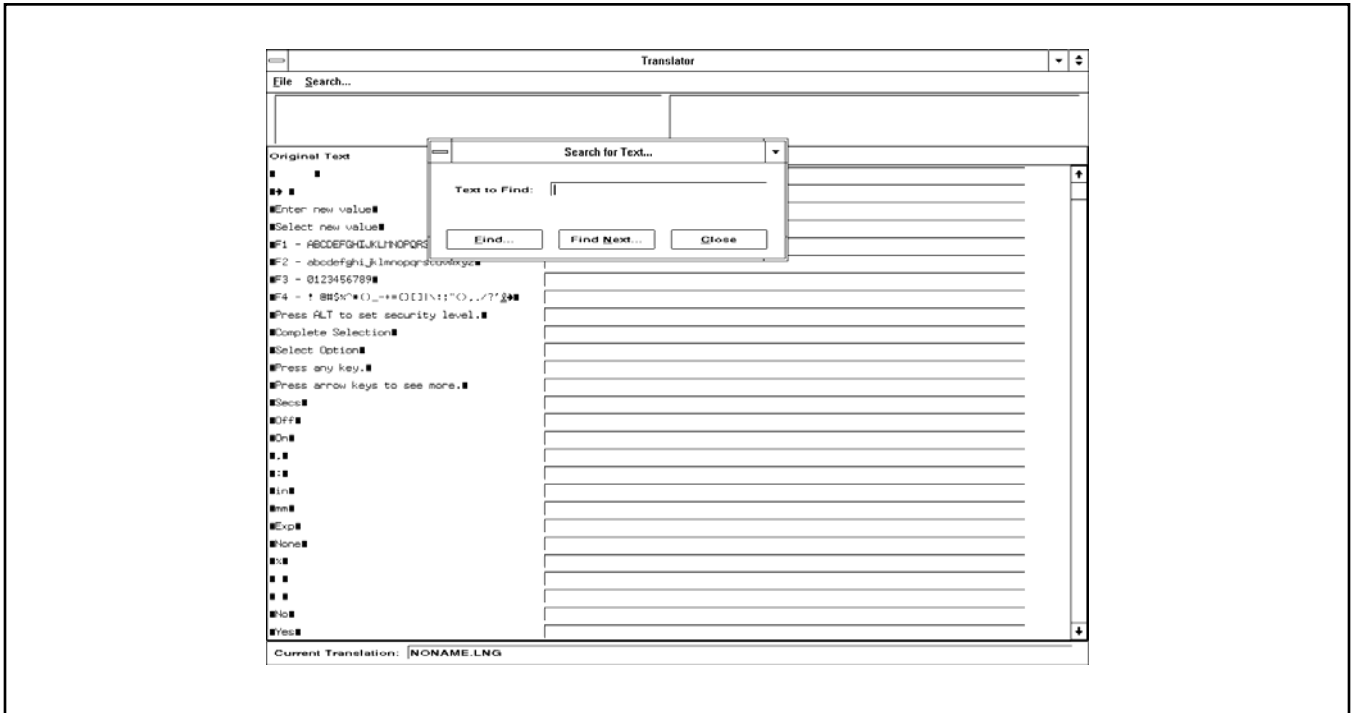 Translator
File Search...
Search for Text...
Text to Find:
Find... Find Next... Close
Original Text
■ ■
■→ ■
■Enter new value■
■Select new value■
■F1 - ABCDEFGHIJKLMNOPQRS
■F2 - abcdefghijklmnopqrstuvwxyz■
■F3 - 0123456789■
■F4 - ! @#$%^*()_-+=
■Press ALT to set security level.■
■Complete Selection■
■Select Option■
■Press any key.■
■Press arrow keys to see more.■
■Secs■
■Off■
■On■
■.■
■:■
■in■
■mm■
■Exp■
■None■
■%■
■ ■
■ ■
■No■
■Yes■
Current Translation: NONAME.LNG